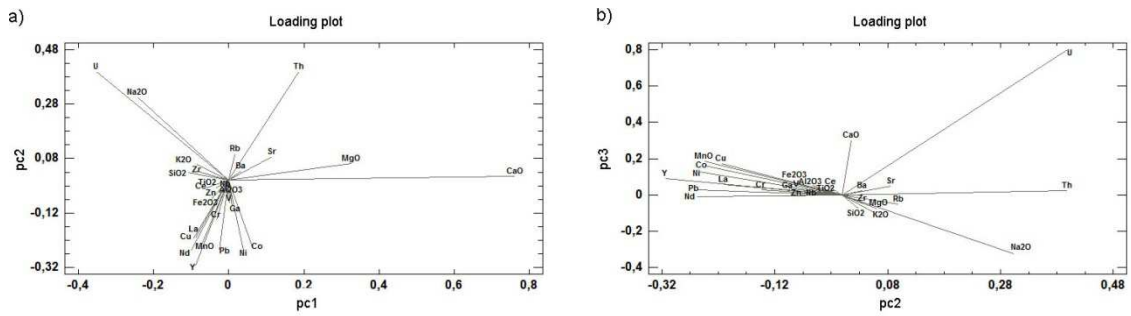 a)
Loading plot
pc2
0,48
0,28
0,08
-0,12
-0,32
U
Th
Na2O
Rb
Ba
Sr
K2O
Zr
MgO
SiO2
CaO
TiO2
Ce
Nb
Zn
Al2O3
V
Fe2O3
Ga
Cr
La
Cu
MnO
Co
Nd
Pb
Ni
Y
-0,4
-0,2
0
0,2
0,4
0,6
0,8
pc1
b)
Loading plot
pc3
0,8
0,6
0,4
0,2
0
-0,2
-0,4
U
CaO
MnO
Cu
Co
Ni
Fe2O3
Y
La
Cr
Ga
V
Al2O3
Ce
TiO2
Ba
Sr
Th
Pb
Zn
Nb
Zr
Nd
MgO
Rb
SiO2
K2O
Na2O
-0,32
-0,12
0,08
0,28
0,48
pc2